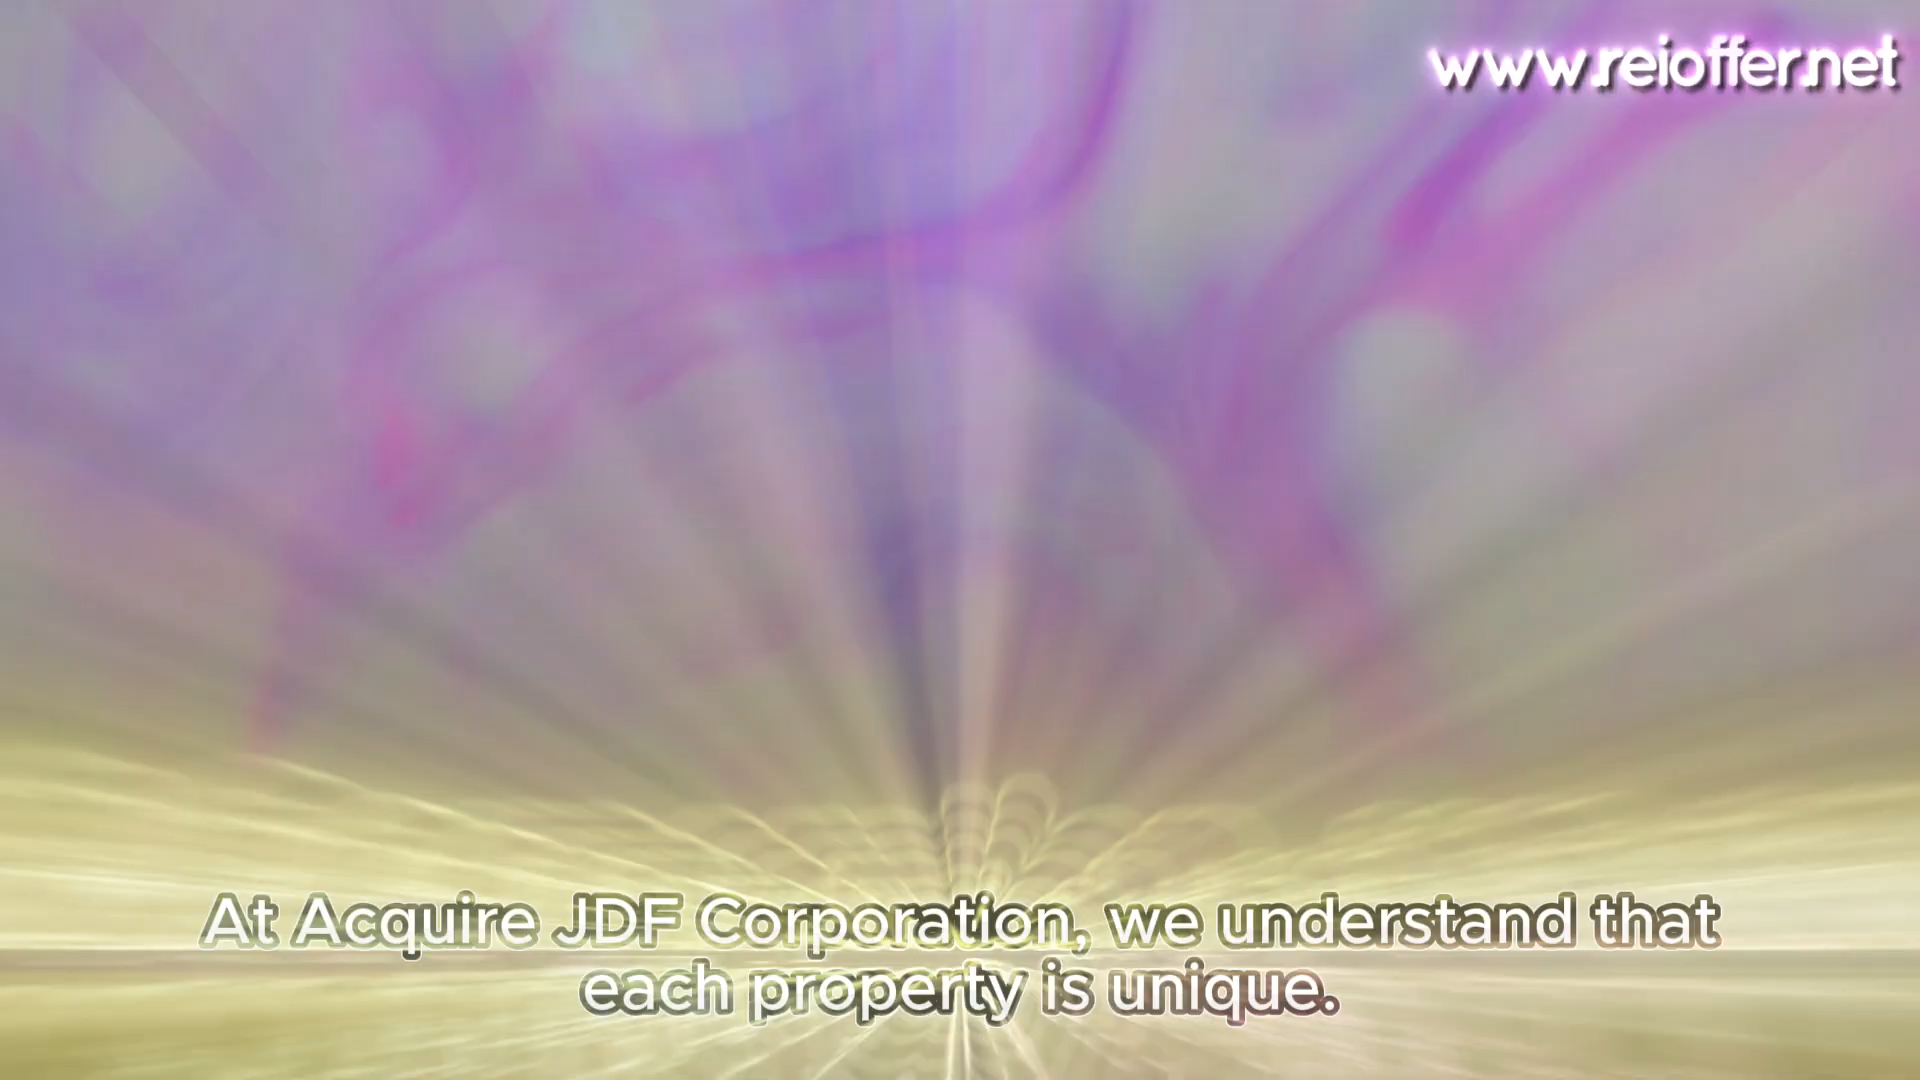 www.reioffer.net
At Acquire JDF Corporation, we understand that
each property is unique.